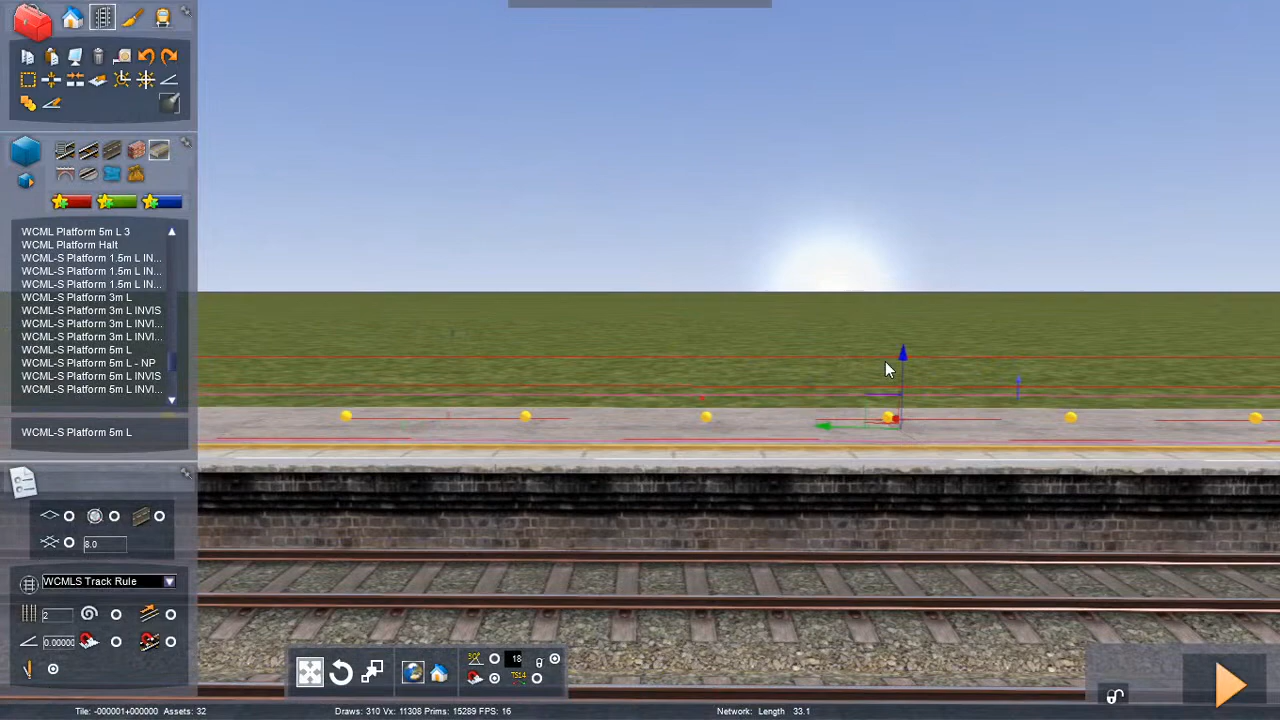 WCML Platform 5m L 3
WCML Platform Halt
WCML-S Platform 1.5m L IN...
WCML-S Platform 1.5m L IN...
WCML-S Platform 1.5m L IN...
WCML-S Platform 3m L
WCML-S Platform 3m L INVIS
WCML-S Platform 3m L INVI...
WCML-S Platform 3m L INVI...
WCML-S Platform 5m L
WCML-S Platform 5m L - NP
WCML-S Platform 5m L INVIS
WCML-S Platform 5m L INVI...
WCML-S Platform 5m L
8.0
WCMLS Track Rule
2
0.00000
18
TS14
Tile: -000001+000000 Assets: 32
Draws: 310 Vx: 11308 Prims: 15289 FPS: 16
Network: Length 33.1